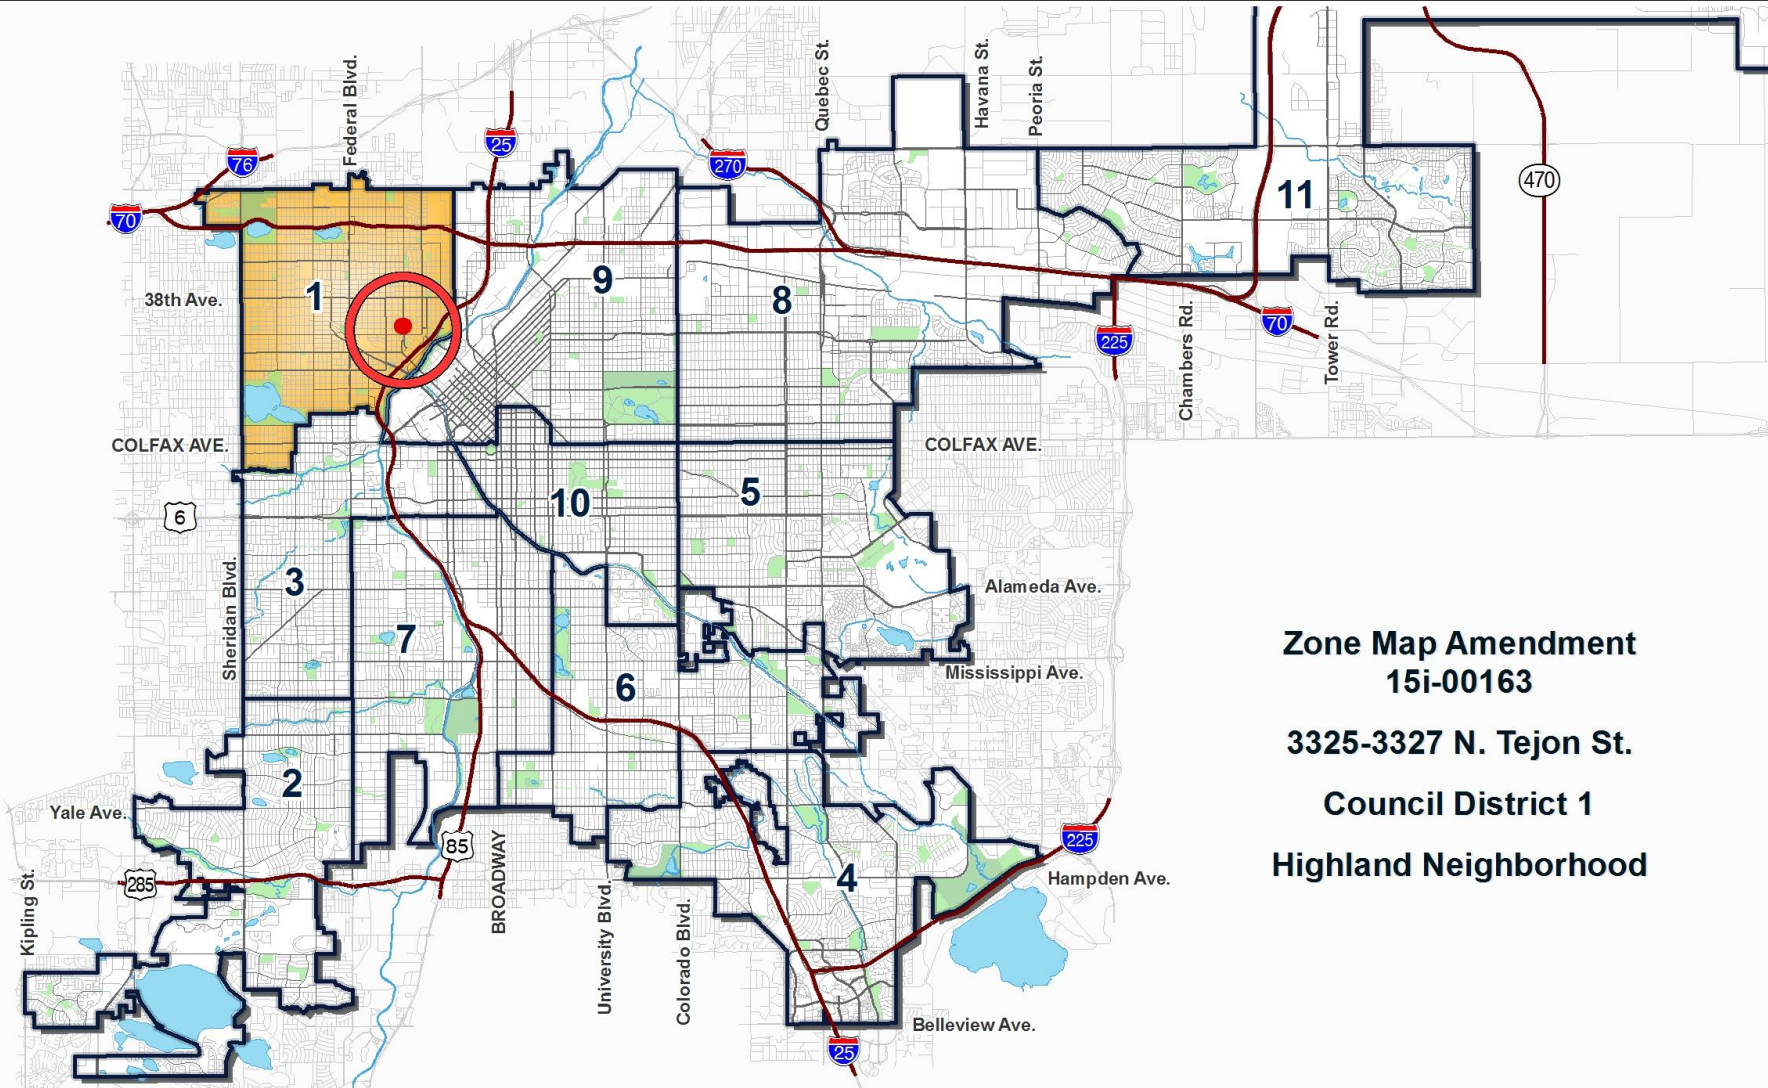 Federal Blvd.
Quebec St.
Havana St.
Peoria St.
25
76
270
70
470
11
1
9
8
38th Ave.
Chambers Rd.
Tower Rd.
70
225
COLFAX AVE.
COLFAX AVE.
10
5
6
Sheridan Blvd.
3
Alameda Ave.
7
Mississippi Ave.
6
Zone Map Amendment
15i-00163
3325-3327 N. Tejon St.
Council District 1
Highland Neighborhood
2
Yale Ave.
85
BROADWAY
225
285
4
Hampden Ave.
Kipling St.
University Blvd.
Colorado Blvd.
Belleview Ave.
25